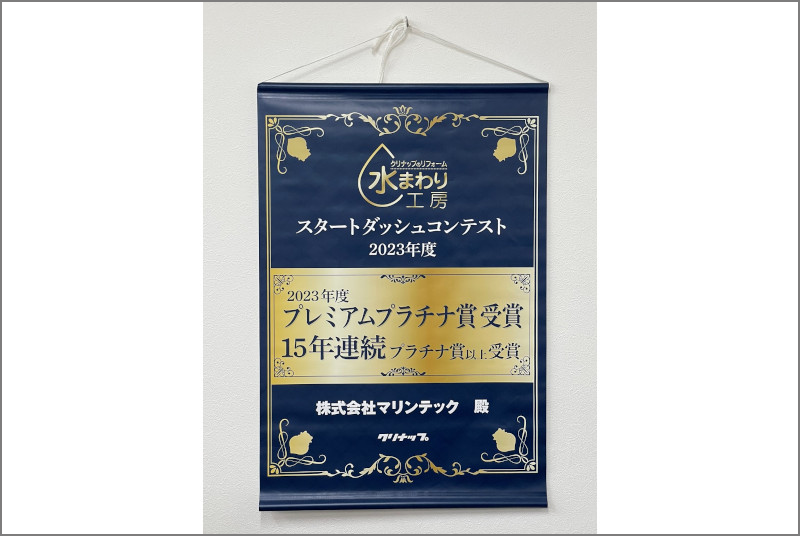 クリナップのリフォーム
水まわり
工房
スタートダッシュコンテスト
2023年度
2023年度
プレミアムプラチナ賞受賞
15年連続 プラチナ賞以上受賞
株式会社マリンテック 殿
クリナップ